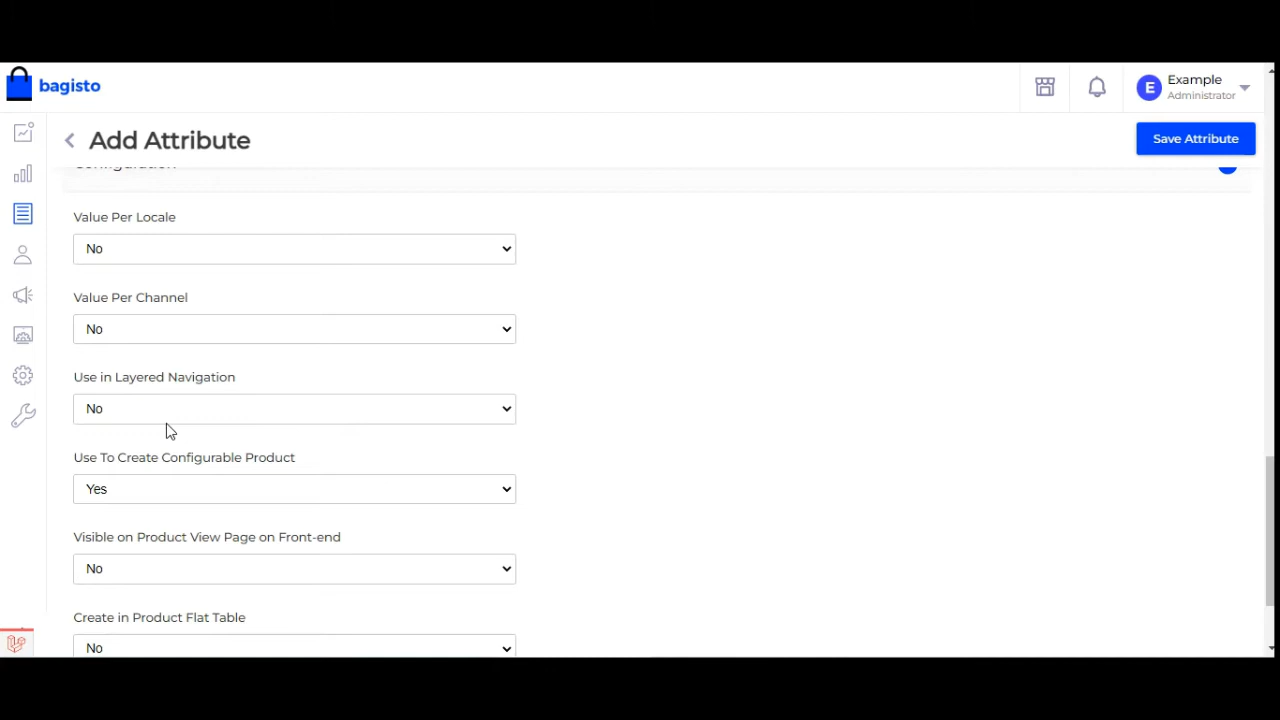 bagisto
Example
Administrator
E
Add Attribute
Save Attribute
Configuration
Value Per Locale
No
Value Per Channel
No
Use in Layered Navigation
No
Use To Create Configurable Product
Yes
Visible on Product View Page on Front-end
No
Create in Product Flat Table
No